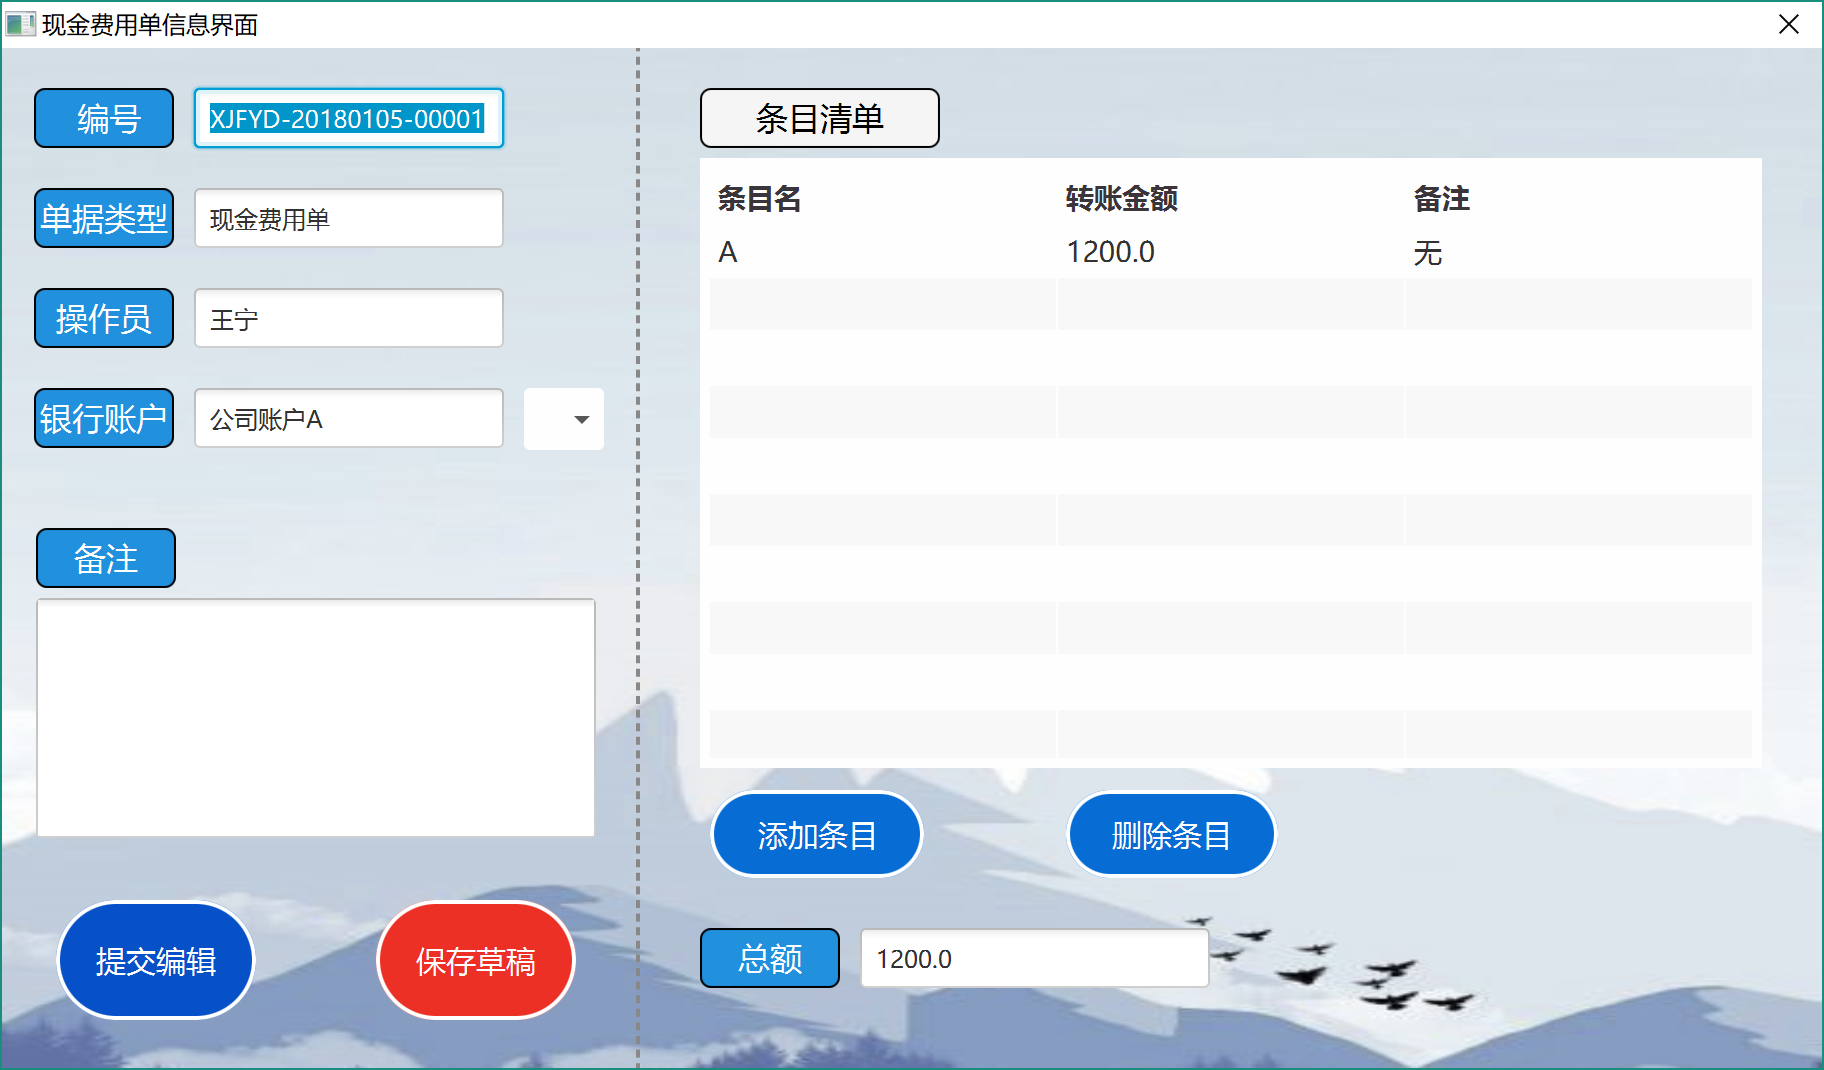 现金费用单信息界面
编号 XJFYD-20180105-00001
单据类型 现金费用单
操作员 王宁
银行账户 公司账户A
备注
提交编辑 保存草稿
条目清单
条目名 转账金额 备注
A 1200.0 无
添加条目 删除条目
总额 1200.0